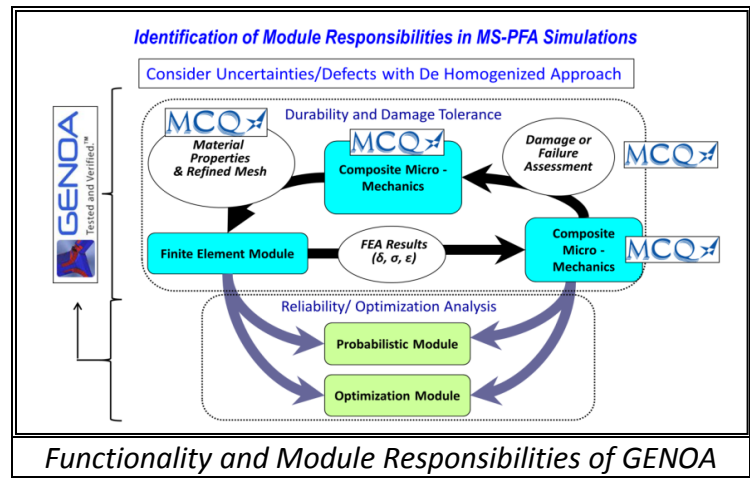 Identification of Module Responsibilities in MS-PFA Simulations
Consider Uncertainties/Defects with De Homogenized Approach
GENOA
Tested and Verified.™
Durability and Damage Tolerance
MCQ
Material
Properties
& Refined Mesh
MCQ
Composite Micro -
Mechanics
Damage or
Failure
Assessment
MCQ
Finite Element Module
FEA Results
(δ, σ, ε)
Composite
Micro -
Mechanics
MCQ
Reliability/ Optimization Analysis
Probabilistic Module
Optimization Module
Functionality and Module Responsibilities of GENOA